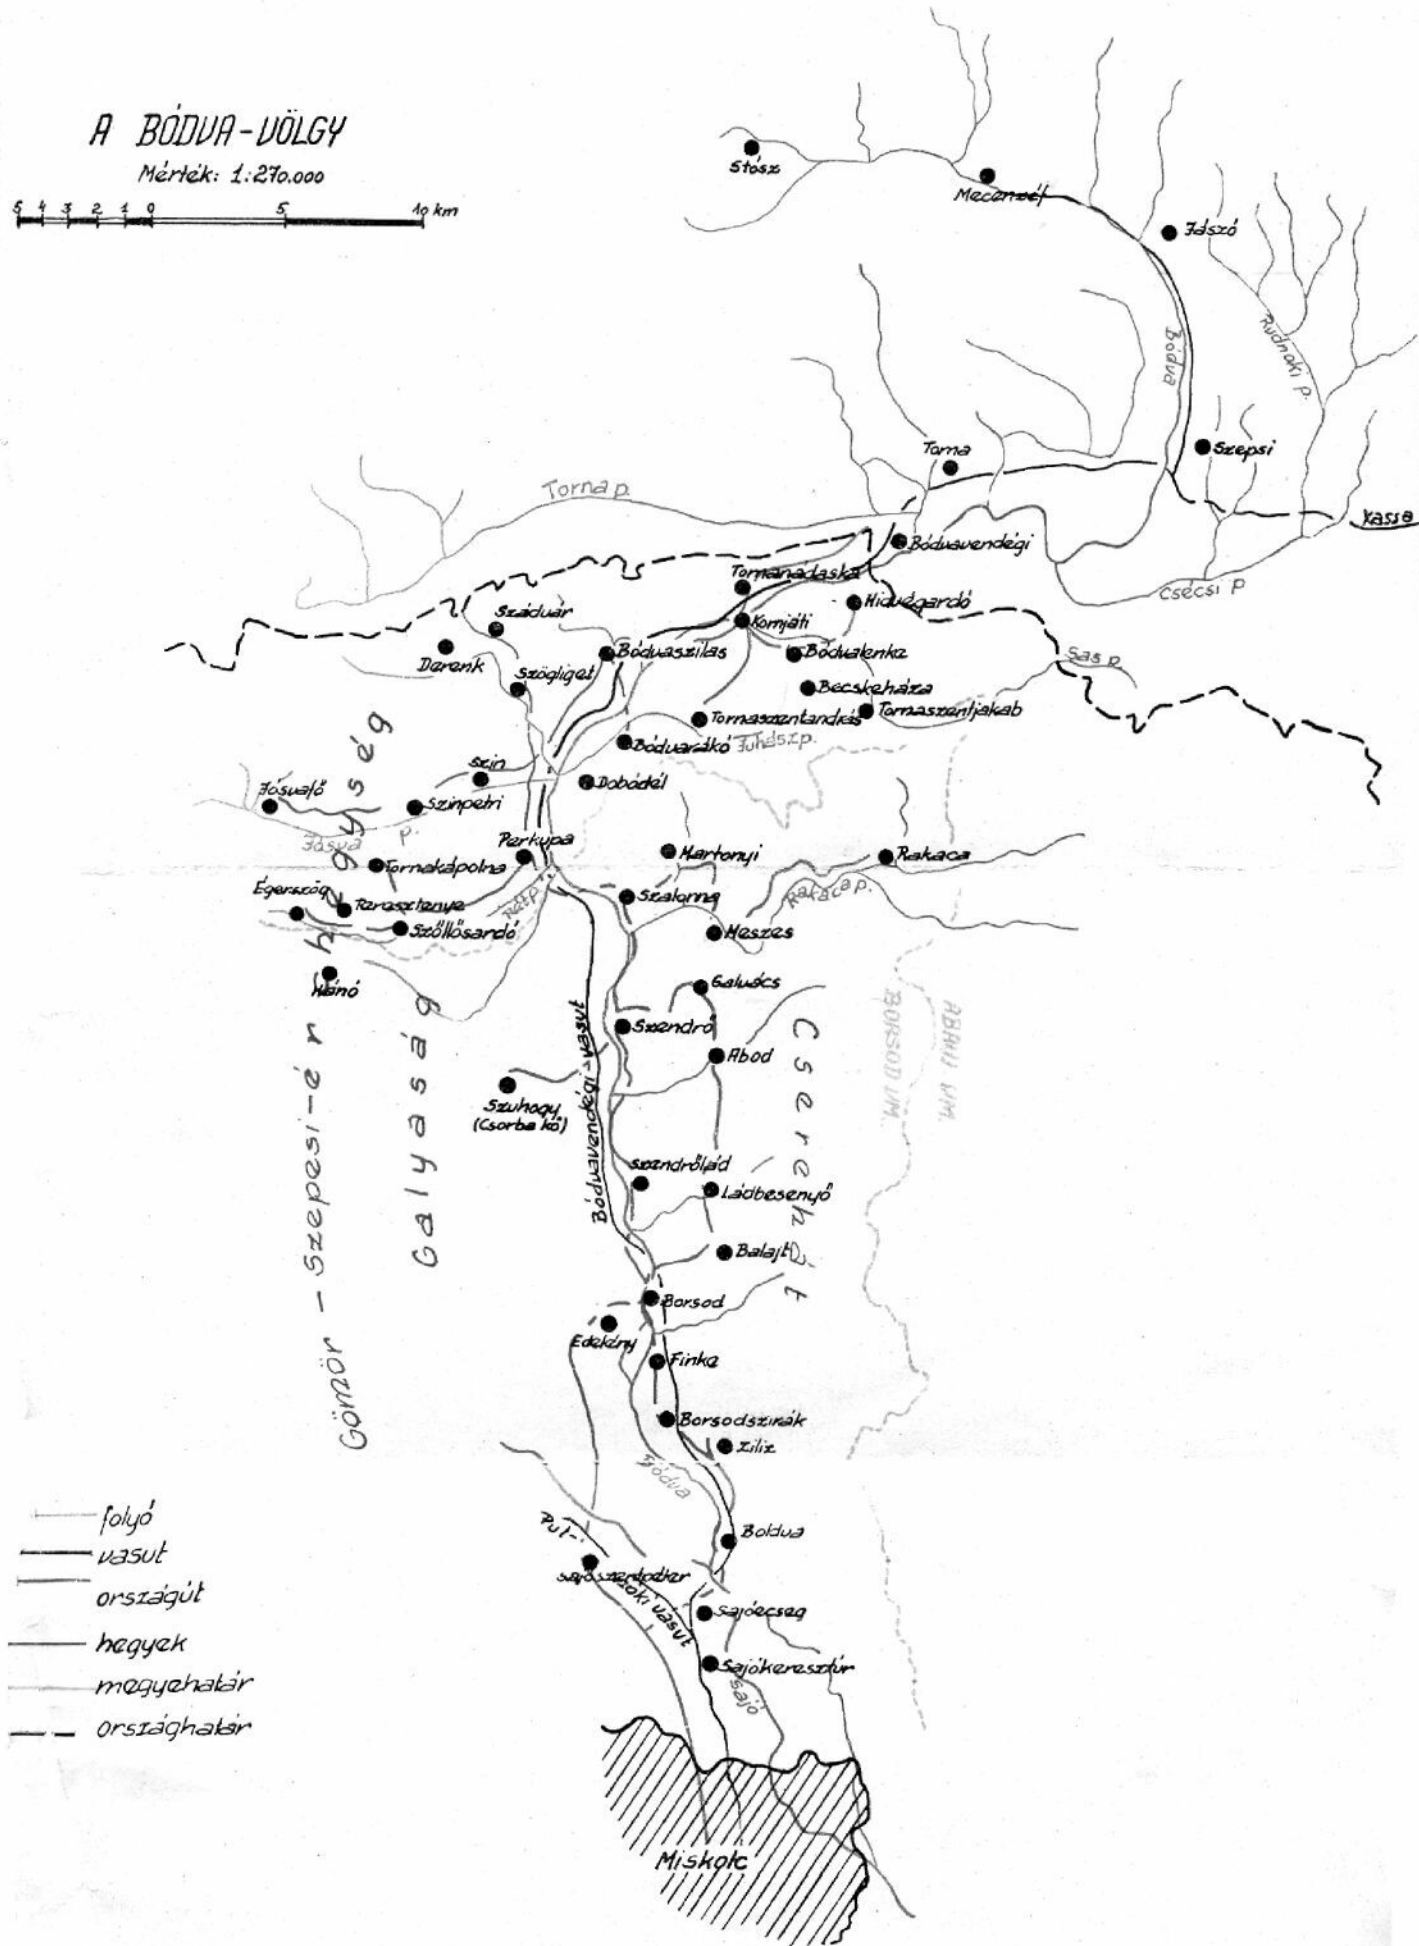 A BÓDVA-VÖLGY
Mérték: 1:270.000
5 4 3 2 1 0 5 10 km
Stósz
Mecenzéf
Jászó
Bódva
Rudnoki p.
Szepsi
Torna
Torna p.
Kassa
Bódvavendégi
Csécsi p
Tornanádaska
Hidvégardó
Komjáti
Szádvár
Derenk
Bódvaszilas
Bódvalenke
Sas p.
Szögliget
Becskeháza
Tornaszentandrás
Tornaszentjakab
Bódvarákó
Juhász p.
Szin
Dobódél
Jósvafő
Szinpetri
Jósva p.
Perkupa
Martonyi
Rakaca
Tornakápolna
Rakaca p.
Égerszög
Teresztenye
Rét p.
Szalonna
Szőllősardó
Meszes
Kánó
Galvács
Szendrő
Abod
ABAUJ VM.
BORSOD VM.
Szuhogy
(Csorba kő)
Bódvavendégi-vasut
Gömör - Szepesi-érchegység
Galyaság
Cserehát
Szendrőlád
Ládbesenyő
Balajt
Borsod
Edelény
Finke
Borsodszirák
Ziliz
Bódva
Boldva
Sajószentpéter
Sajóecseg
Sajókeresztúr
Sajó
Miskolc
folyó
vasut
országút
hegyek
megyehatár
országhatár